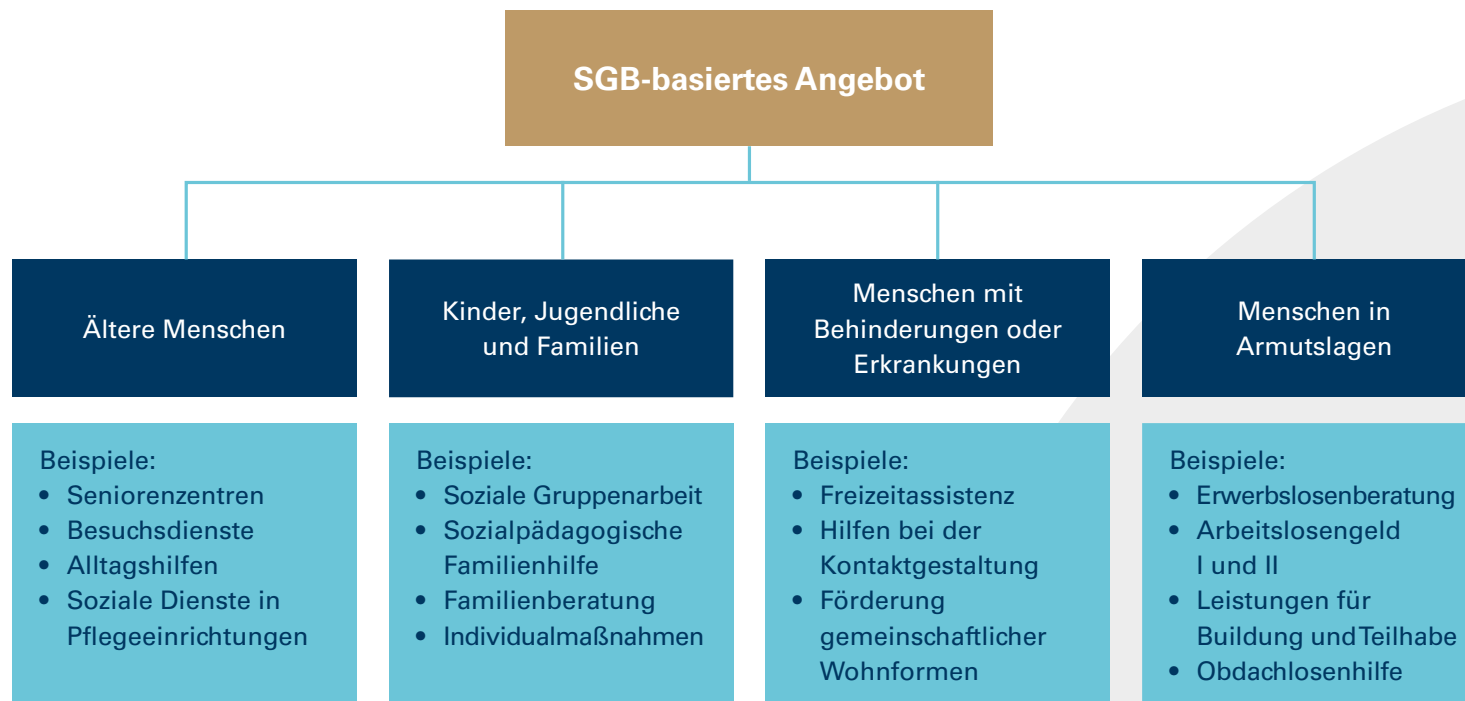 SGB-basiertes Angebot
Ältere Menschen
Kinder, Jugendliche
und Familien
Menschen mit
Behinderungen oder
Erkrankungen
Menschen in
Armutslagen
Beispiele:
• Seniorenzentren
• Besuchsdienste
• Alltagshilfen
• Soziale Dienste in
Pflegeeinrichtungen
Beispiele:
• Soziale Gruppenarbeit
• Sozialpädagogische
Familienhilfe
• Familienberatung
• Individualmaßnahmen
Beispiele:
• Freizeitassistenz
• Hilfen bei der
Kontaktgestaltung
• Förderung
gemeinschaftlicher
Wohnformen
Beispiele:
• Erwerbslosenberatung
• Arbeitslosengeld
I und II
• Leistungen für
Buildung und Teilhabe
• Obdachlosenhilfe